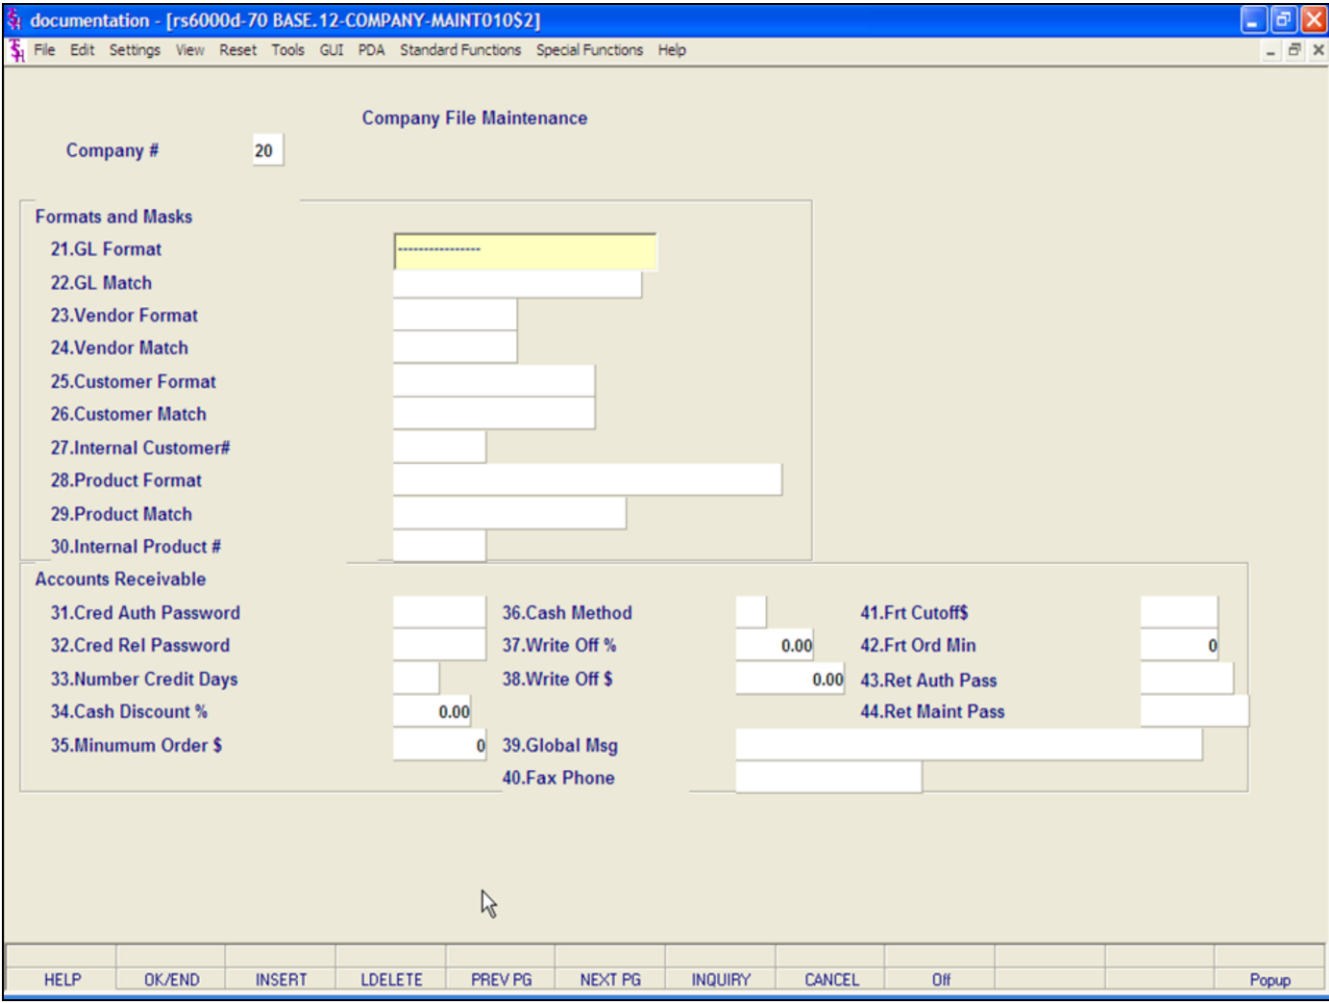 documentation - [rs6000d-70 BASE.12-COMPANY-MAINT010$2]
File Edit Settings View Reset Tools GUI PDA Standard Functions Special Functions Help
Company File Maintenance
Company # 20
Formats and Masks
21.GL Format ----------------
22.GL Match
23.Vendor Format
24.Vendor Match
25.Customer Format
26.Customer Match
27.Internal Customer#
28.Product Format
29.Product Match
30.Internal Product #
Accounts Receivable
31.Cred Auth Password 36.Cash Method 41.Frt Cutoff$
32.Cred Rel Password 37.Write Off % 0.00 42.Frt Ord Min 0
33.Number Credit Days 38.Write Off $ 0.00 43.Ret Auth Pass
34.Cash Discount % 0.00 44.Ret Maint Pass
35.Minumum Order $ 0 39.Global Msg
40.Fax Phone
HELP OK/END INSERT LDELETE PREV PG NEXT PG INQUIRY CANCEL Off Popup